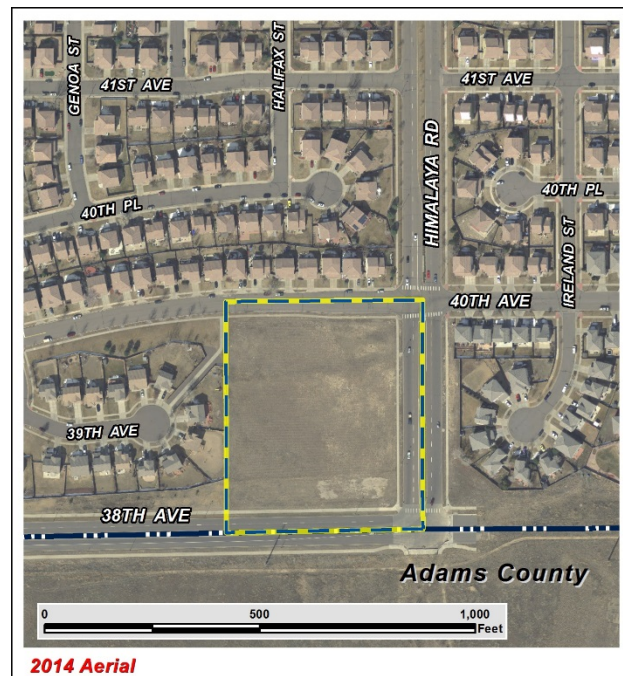 GENOA ST
41ST AVE
HALIFAX ST
HIMALAYA RD
41ST AVE
40TH PL
40TH PL
IRELAND ST
40TH AVE
39TH AVE
38TH AVE
Adams County
0 500 1,000
Feet
2014 Aerial